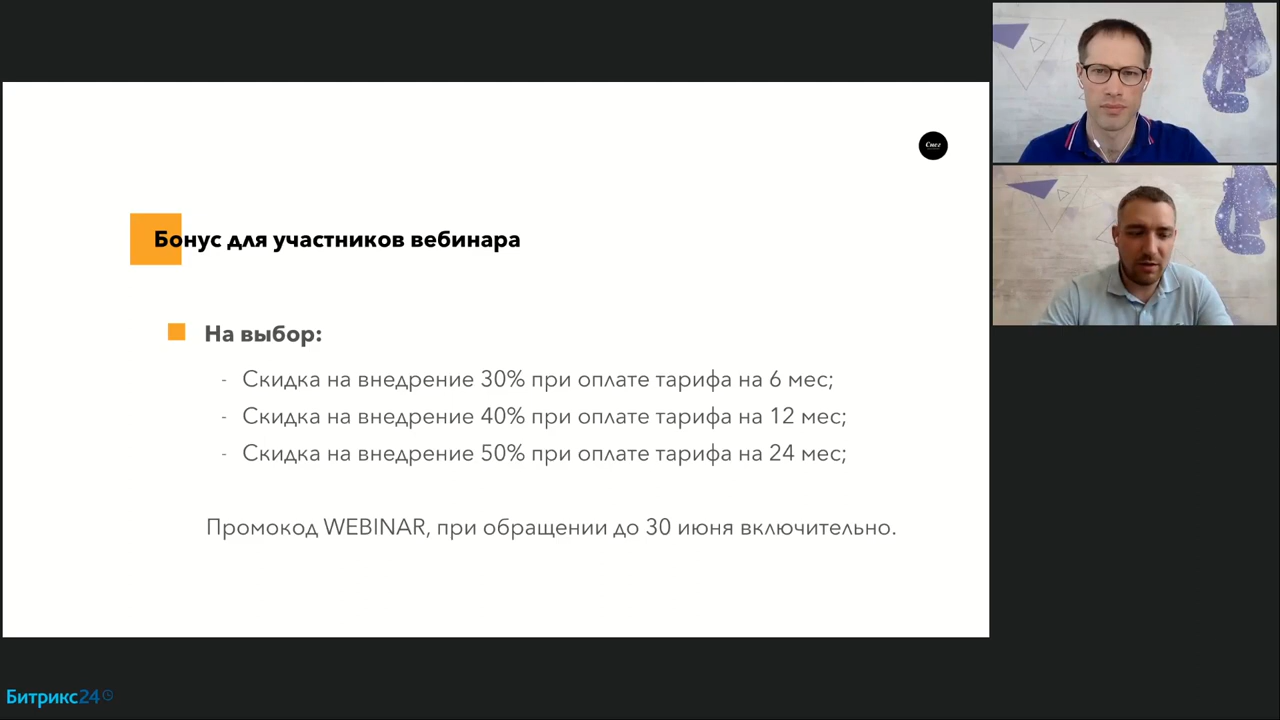 Снег
Бонус для участников вебинара
На выбор:
- Скидка на внедрение 30% при оплате тарифа на 6 мес;
- Скидка на внедрение 40% при оплате тарифа на 12 мес;
- Скидка на внедрение 50% при оплате тарифа на 24 мес;
Промокод WEBINAR, при обращении до 30 июня включительно.
Битрикс24